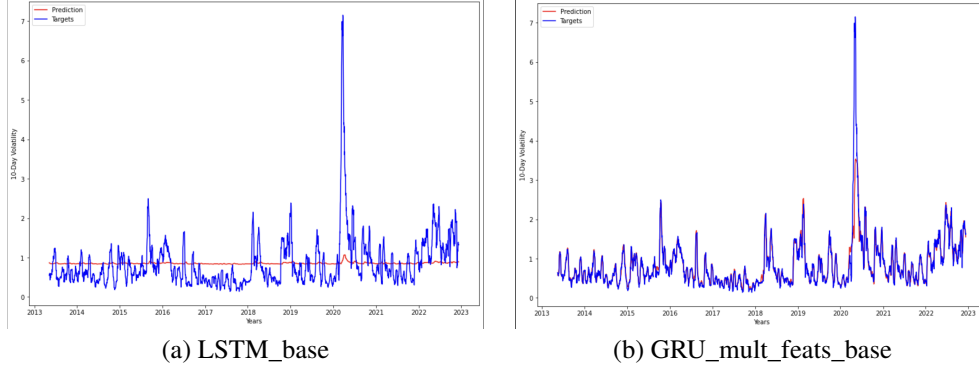 Prediction
Targets
7
6
5
4
3
2
1
0
10-Day Volatility
2013 2014 2015 2016 2017 2018 2019 2020 2021 2022 2023
Years
(a) LSTM_base
Prediction
Targets
7
6
5
4
3
2
1
0
10-Day Volatility
2013 2014 2015 2016 2017 2018 2019 2020 2021 2022 2023
Years
(b) GRU_mult_feats_base